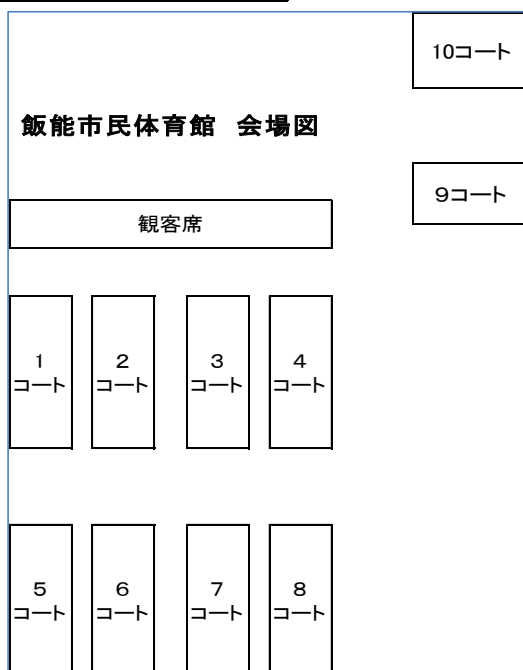 10コート
飯能市民体育館 会場図
9コート
観客席
1
コート
2
コート
3
コート
4
コート
5
コート
6
コート
7
コート
8
コート